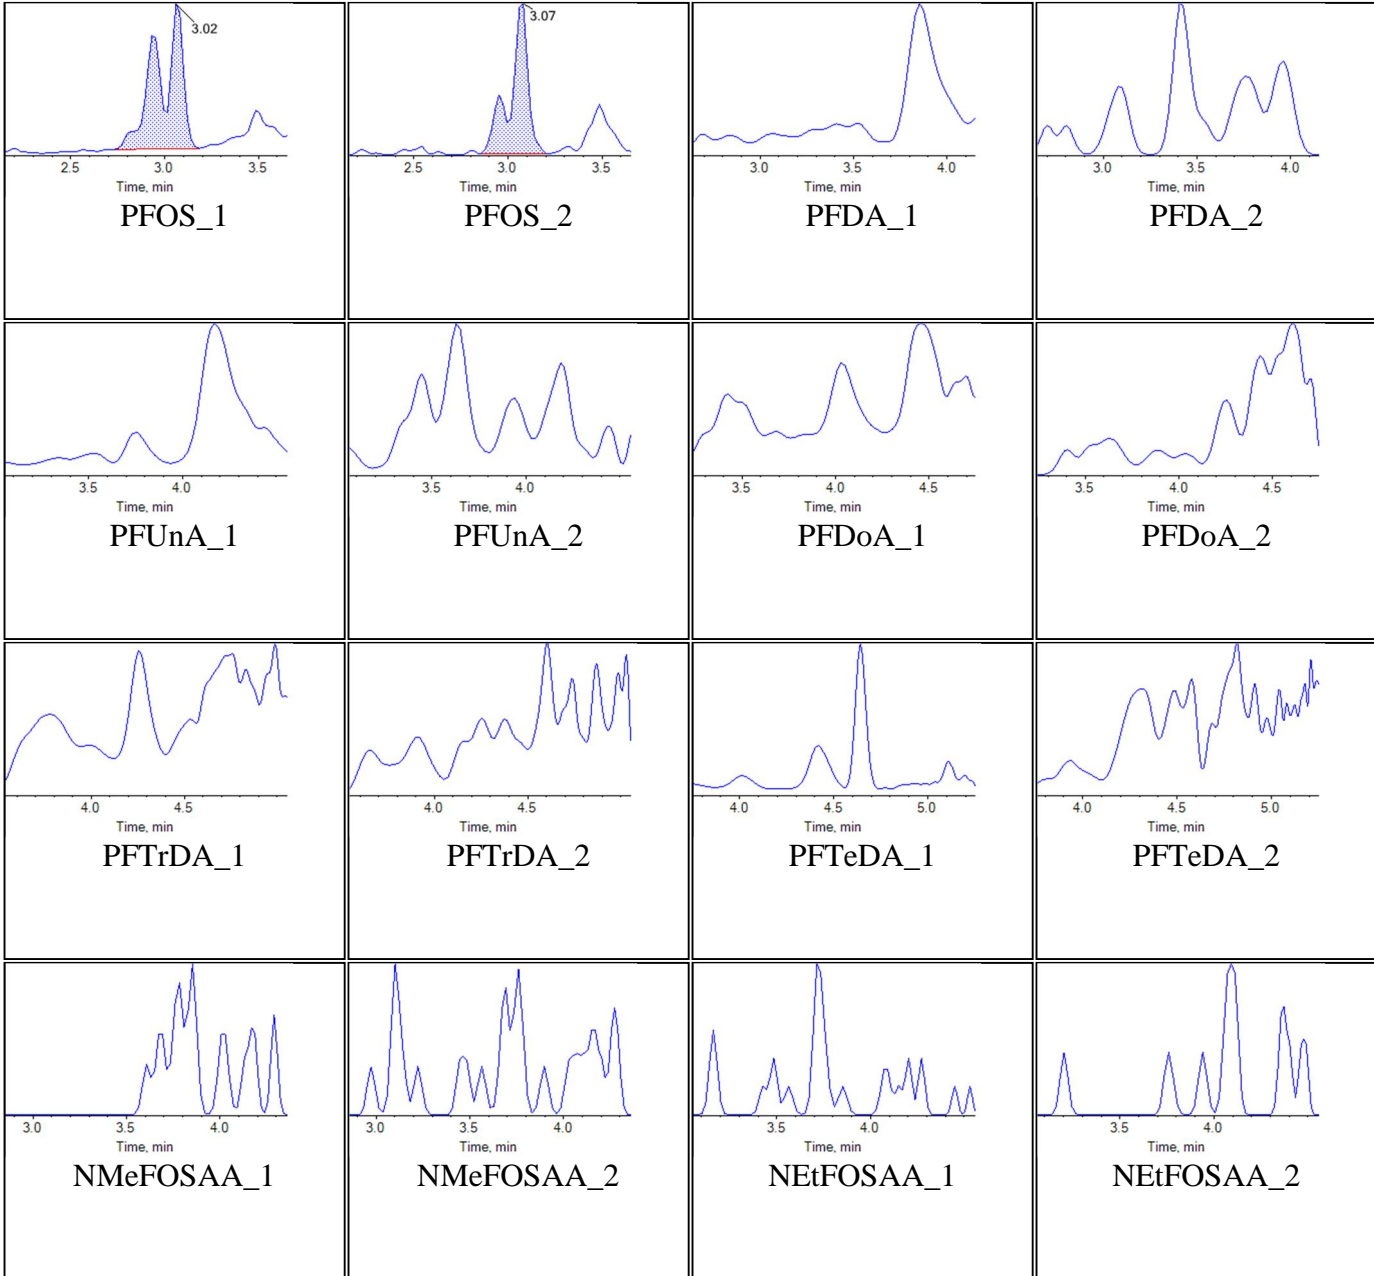 3.02
3.07
2.5 3.0 3.5
2.5 3.0 3.5
3.0 3.5 4.0
3.0 3.5 4.0
Time, min
Time, min
Time, min
Time, min
PFOS_1
PFOS_2
PFDA_1
PFDA_2
3.5 4.0
3.5 4.0
3.5 4.0 4.5
3.5 4.0 4.5
Time, min
Time, min
Time, min
Time, min
PFUnA_1
PFUnA_2
PFDoA_1
PFDoA_2
4.0 4.5
4.0 4.5
4.0 4.5 5.0
4.0 4.5 5.0
Time, min
Time, min
Time, min
Time, min
PFTrDA_1
PFTrDA_2
PFTeDA_1
PFTeDA_2
3.0 3.5 4.0
3.0 3.5 4.0
3.5 4.0
3.5 4.0
Time, min
Time, min
Time, min
Time, min
NMeFOSAA_1
NMeFOSAA_2
NEtFOSAA_1
NEtFOSAA_2